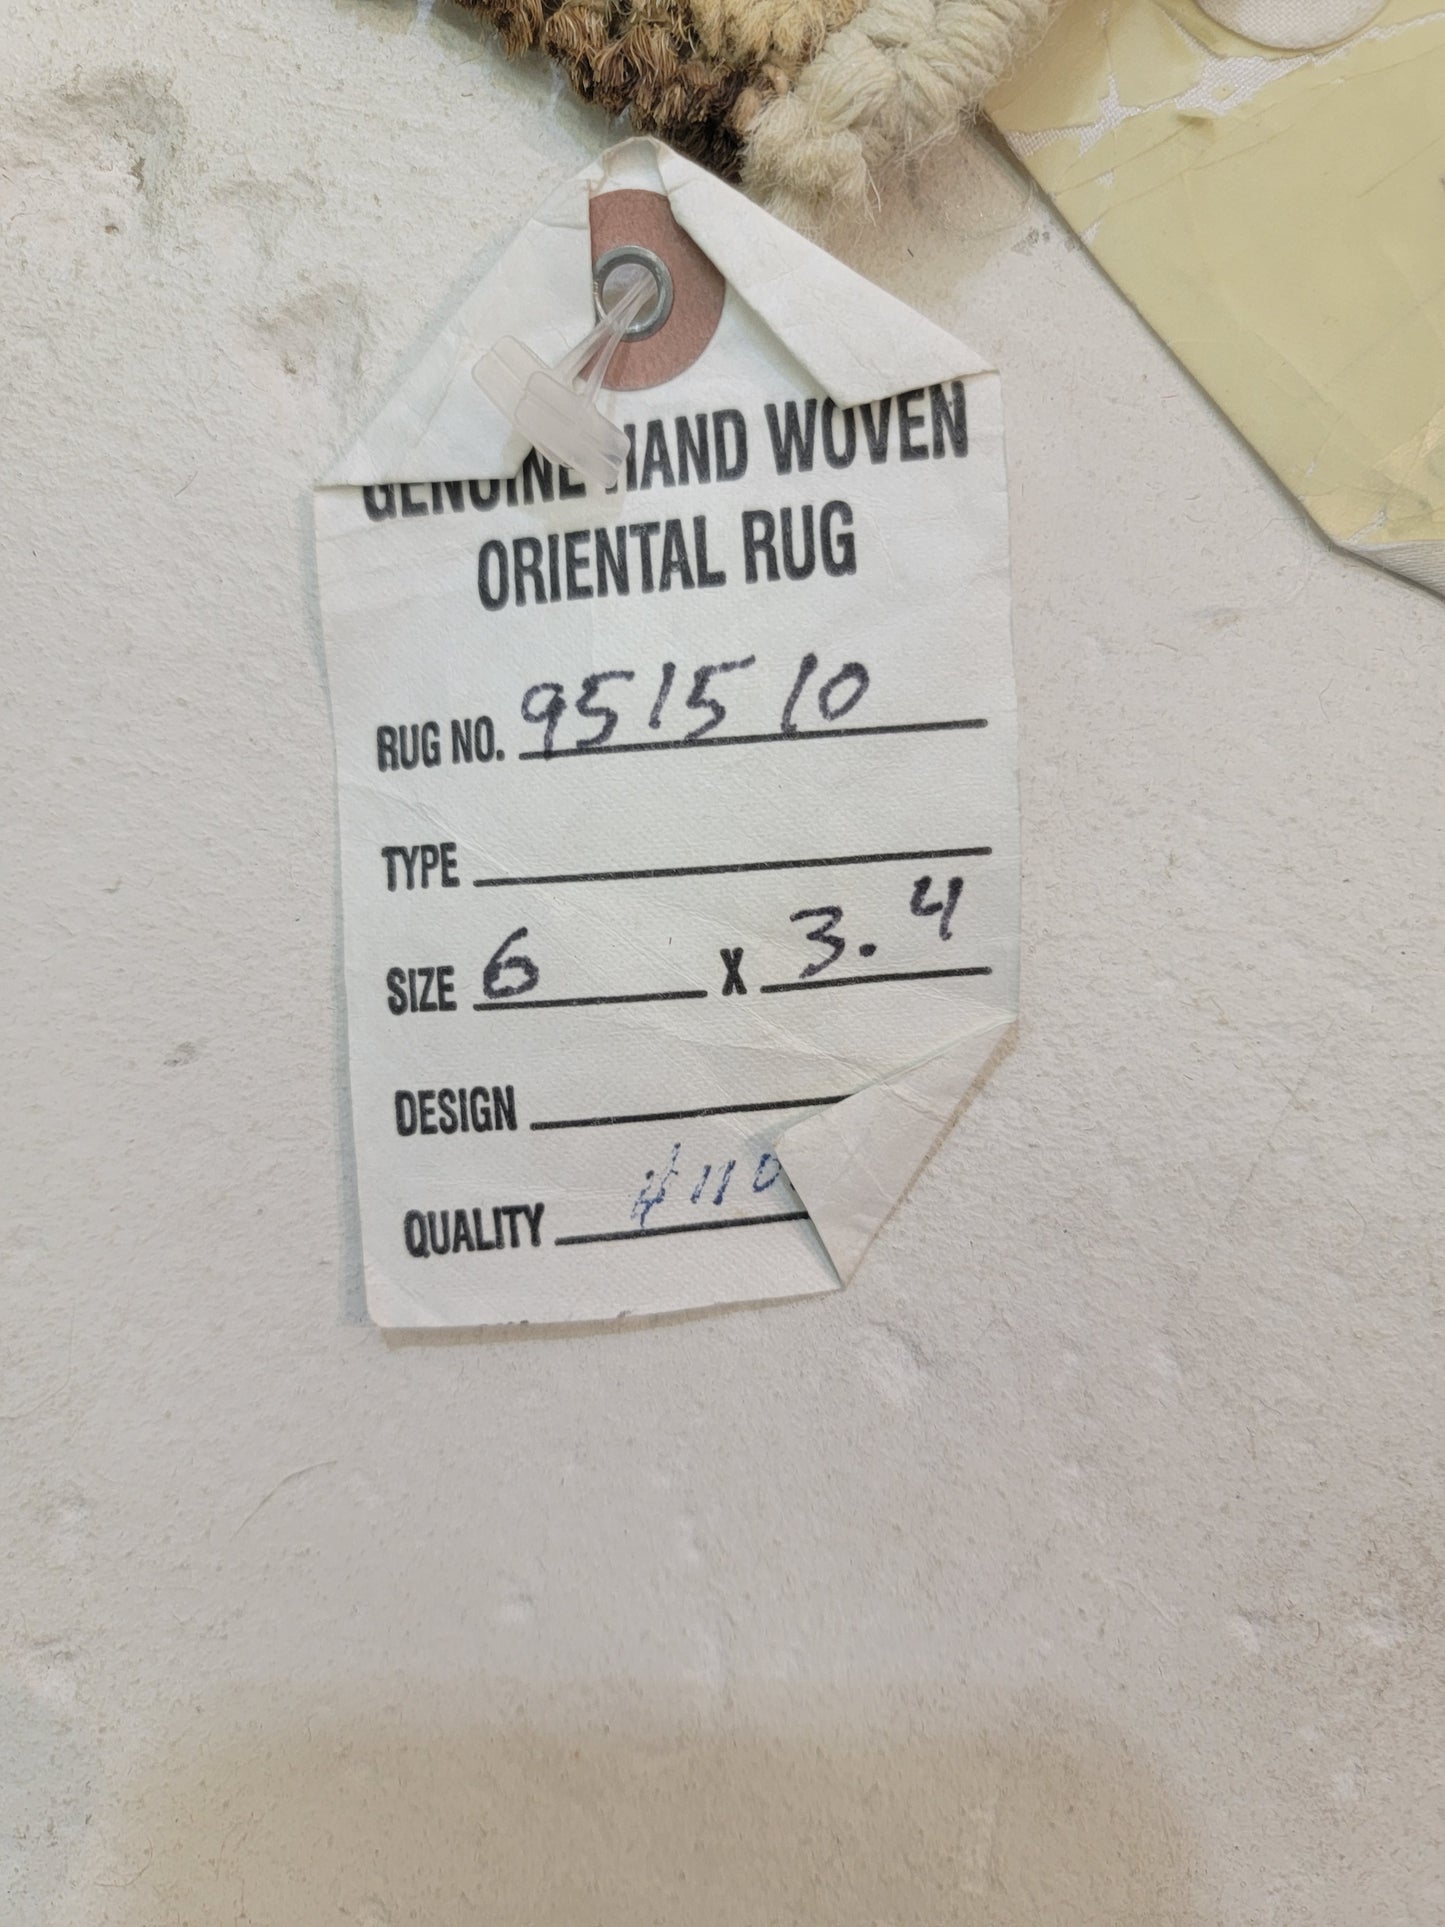 GENUINE HAND WOVEN
ORIENTAL RUG
RUG NO. 951510
TYPE
SIZE 6 X 3.4
DESIGN
QUALITY